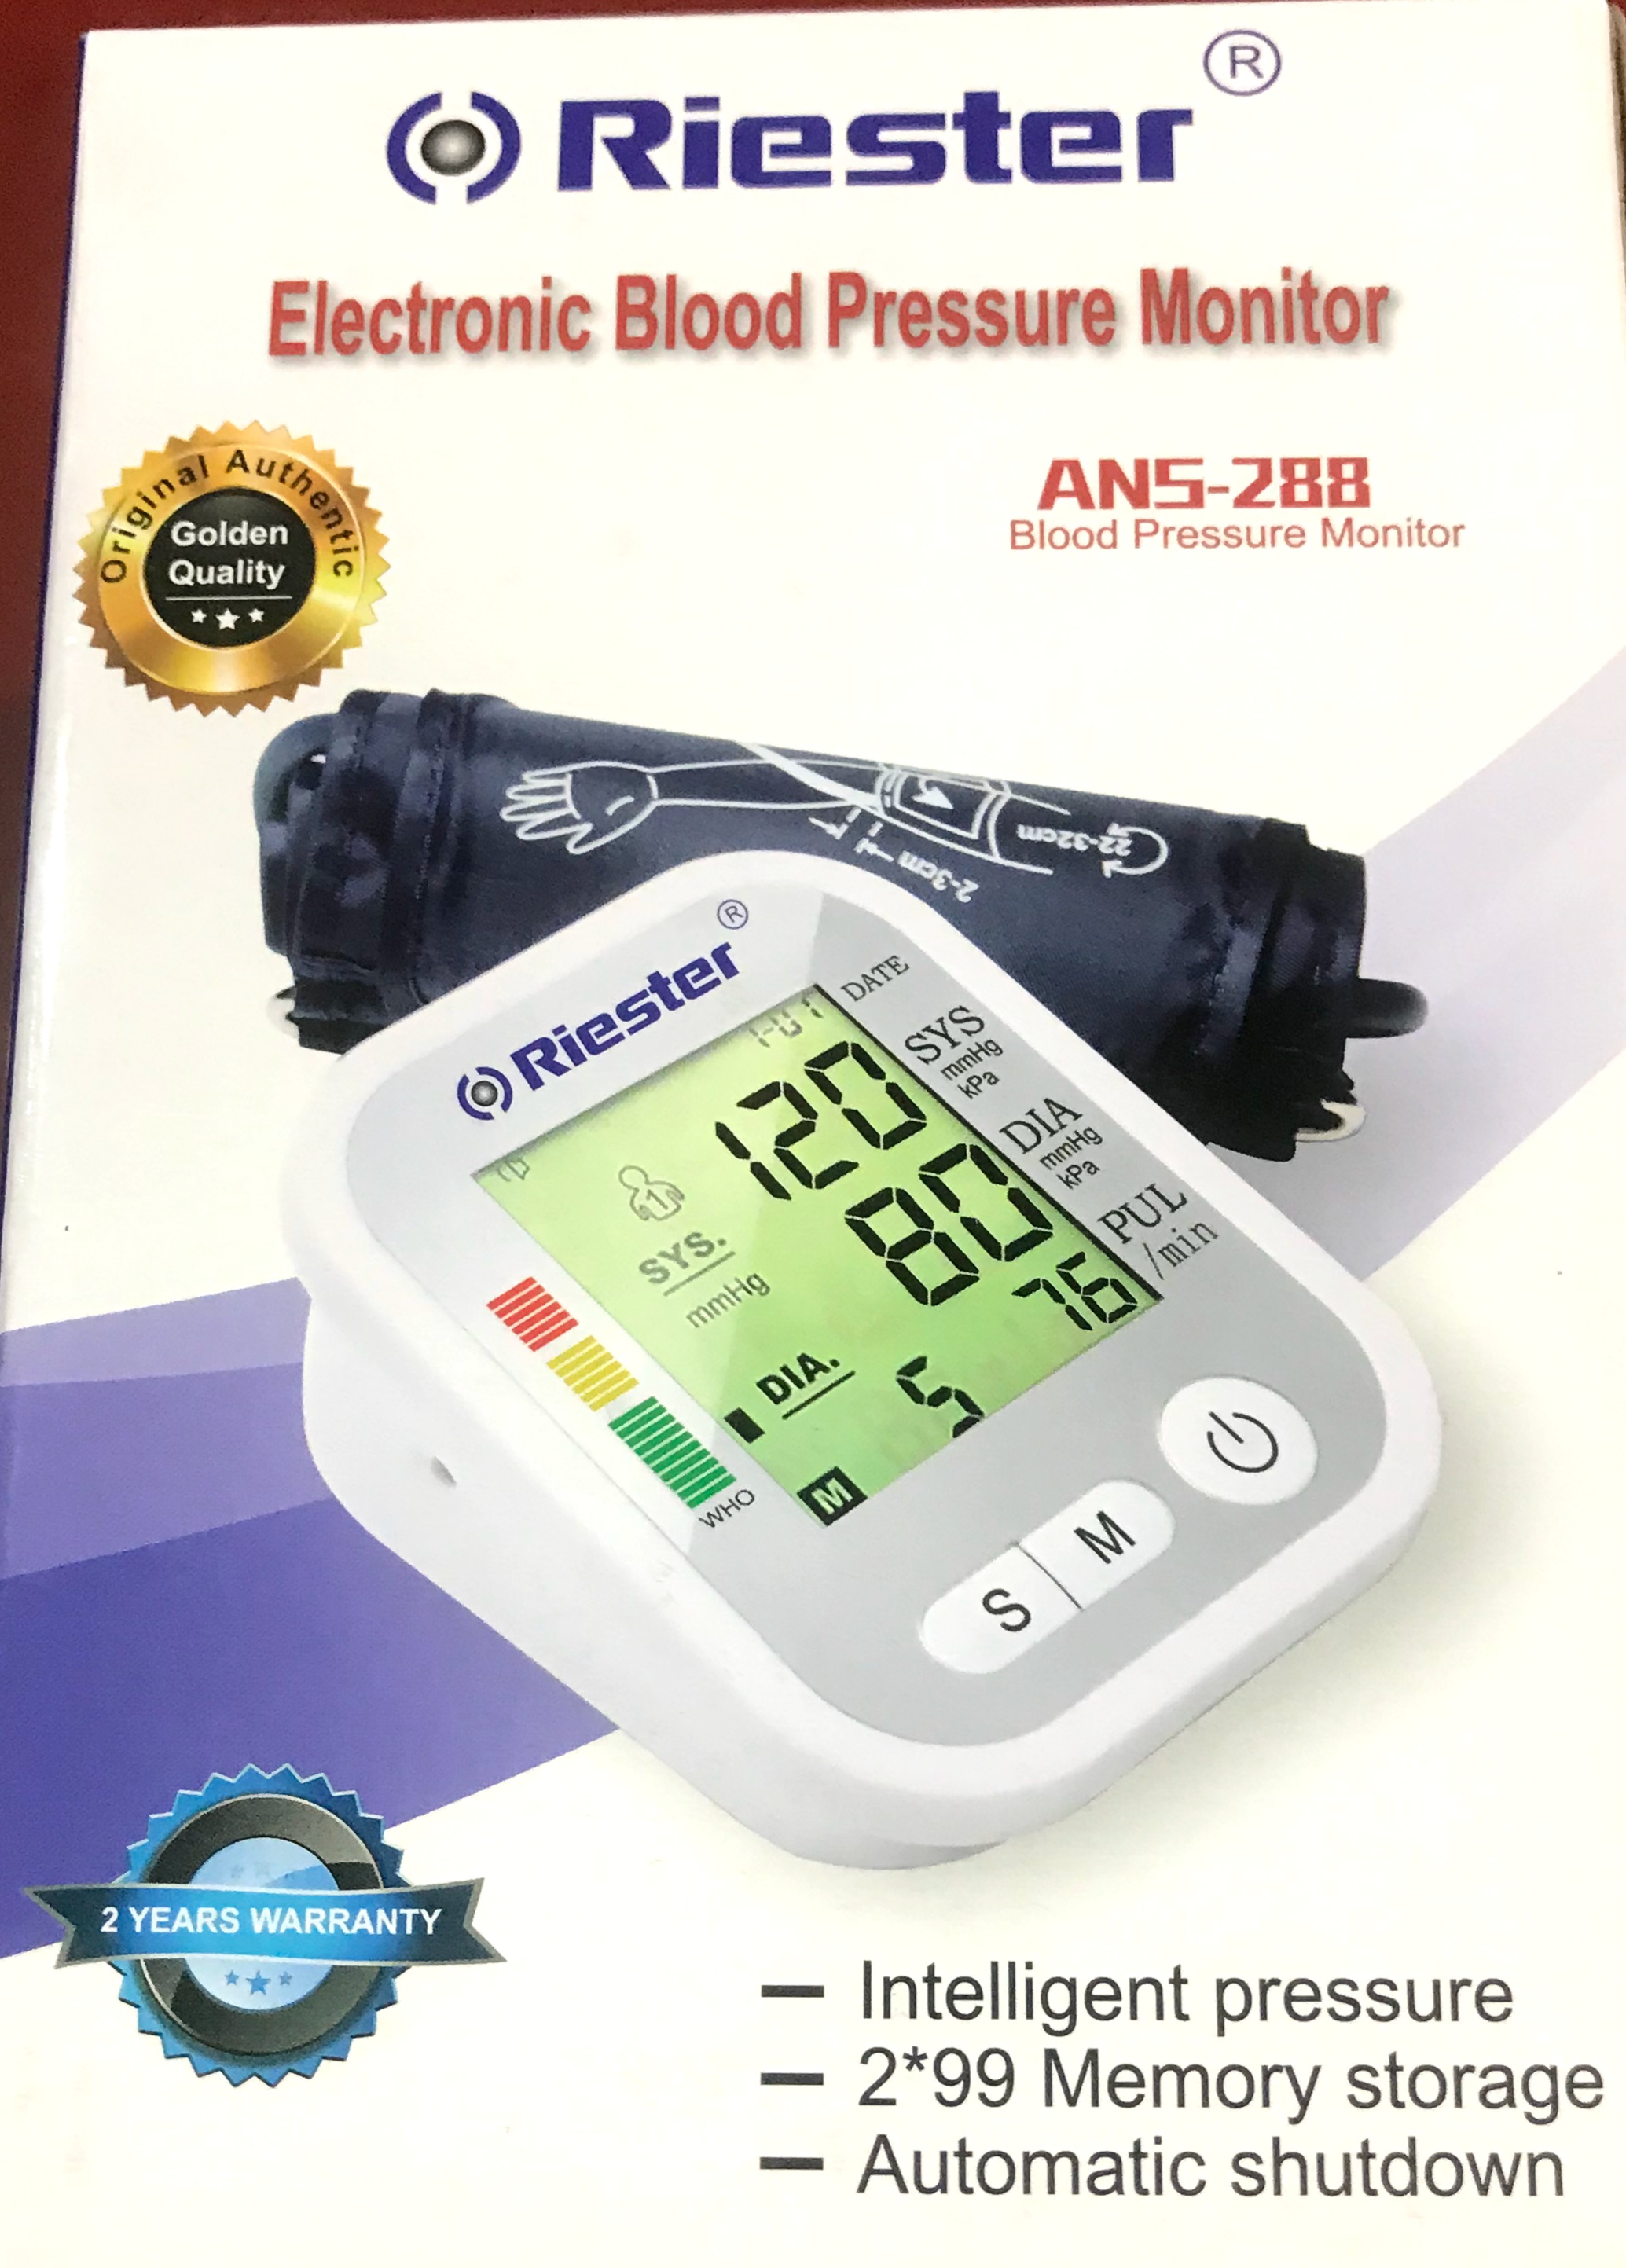 Riester ®
Electronic Blood Pressure Monitor
ANS-288
Blood Pressure Monitor
Original Authentic
Golden
Quality
22-32cm
2-3cm
Riester ®
DATE
SYS
mmHg
kPa
DIA
mmHg
kPa
PUL
/min
120
80
76
1
SYS.
mmHg
DIA.
5
M
WHO
S
M
2 YEARS WARRANTY
— Intelligent pressure
— 2*99 Memory storage
— Automatic shutdown